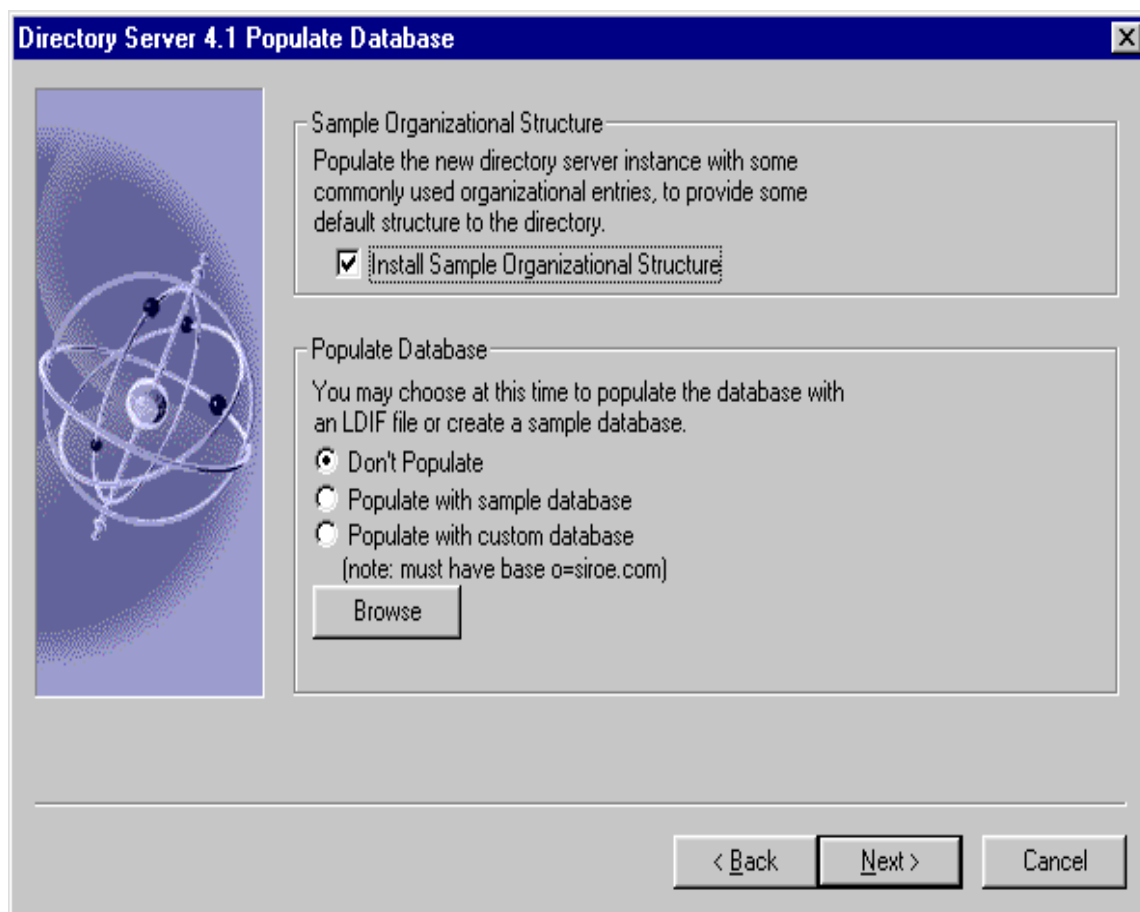 Directory Server 4.1 Populate Database
Sample Organizational Structure
Populate the new directory server instance with some
commonly used organizational entries, to provide some
default structure to the directory.
Install Sample Organizational Structure
Populate Database
You may choose at this time to populate the database with
an LDIF file or create a sample database.
Don't Populate
Populate with sample database
Populate with custom database
(note: must have base o=siroe.com)
Browse
< Back
Next >
Cancel